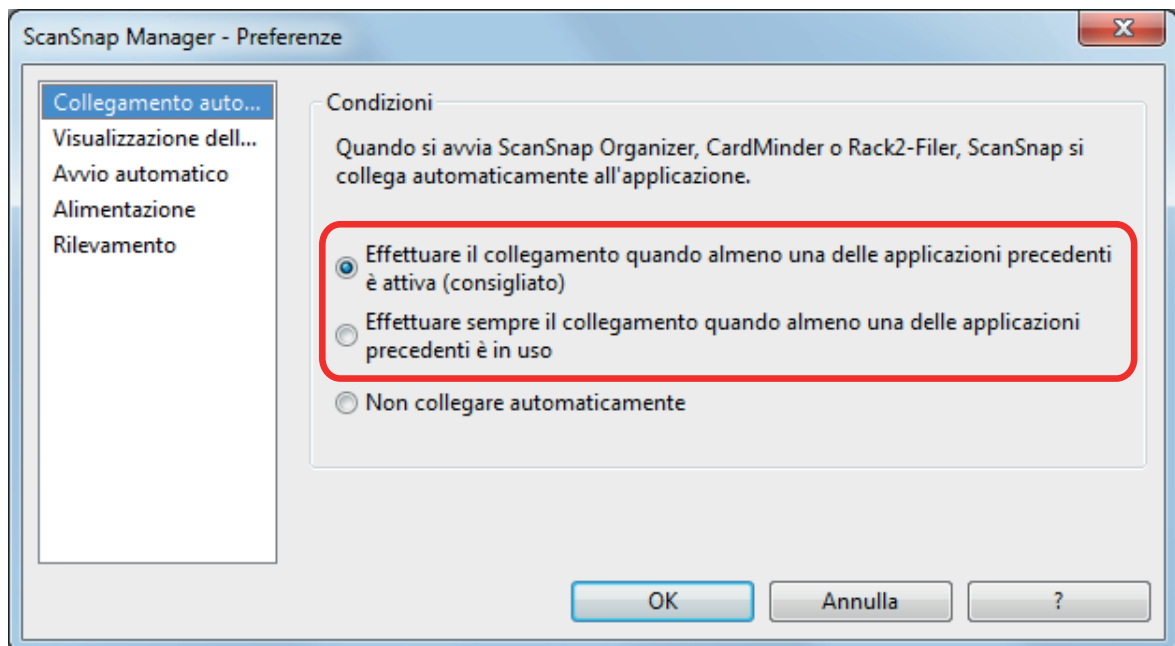 ScanSnap Manager - Preferenze
Collegamento auto...
Visualizzazione dell...
Avvio automatico
Alimentazione
Rilevamento
Condizioni
Quando si avvia ScanSnap Organizer, CardMinder o Rack2-Filer, ScanSnap si
collega automaticamente all'applicazione.
Effettuare il collegamento quando almeno una delle applicazioni precedenti
è attiva (consigliato)
Effettuare sempre il collegamento quando almeno una delle applicazioni
precedenti è in uso
Non collegare automaticamente
OK
Annulla
?